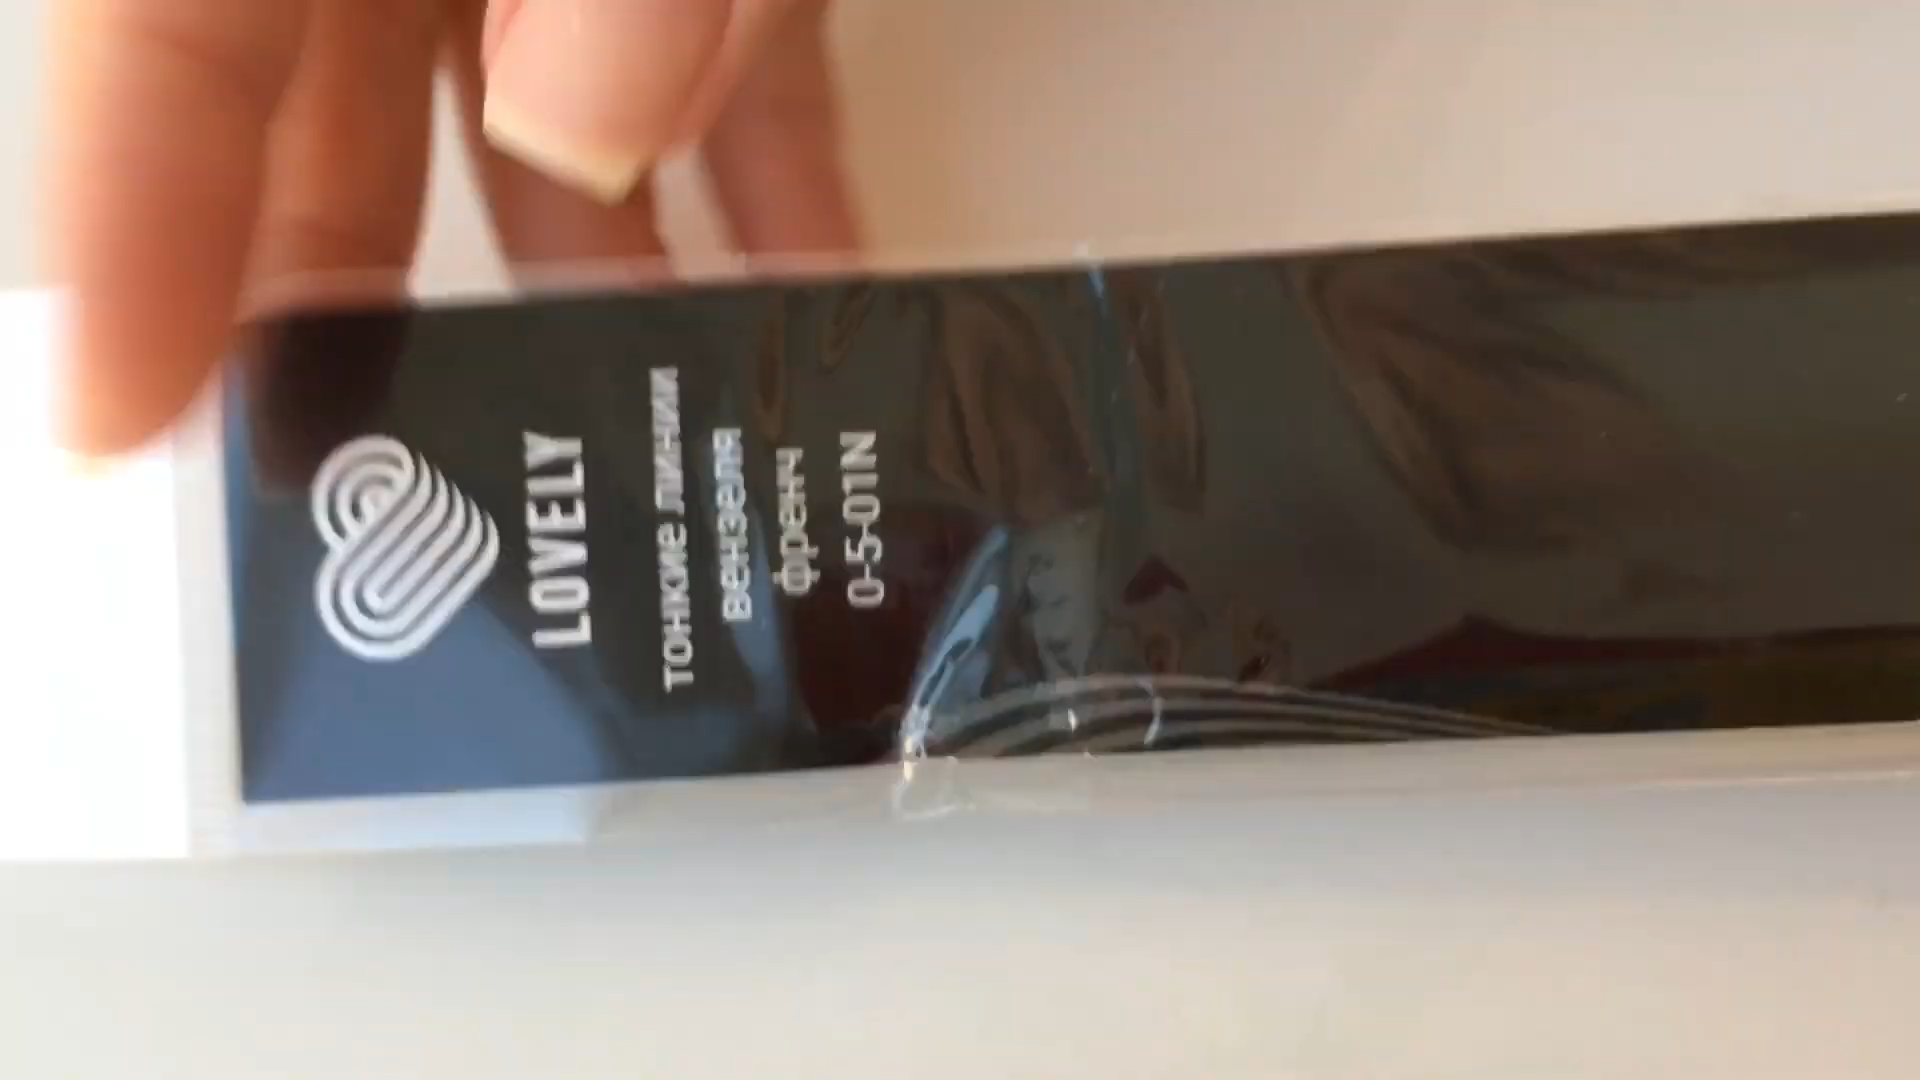 LOVELY
тонкие линии
вензеля
френч
0-5-01N